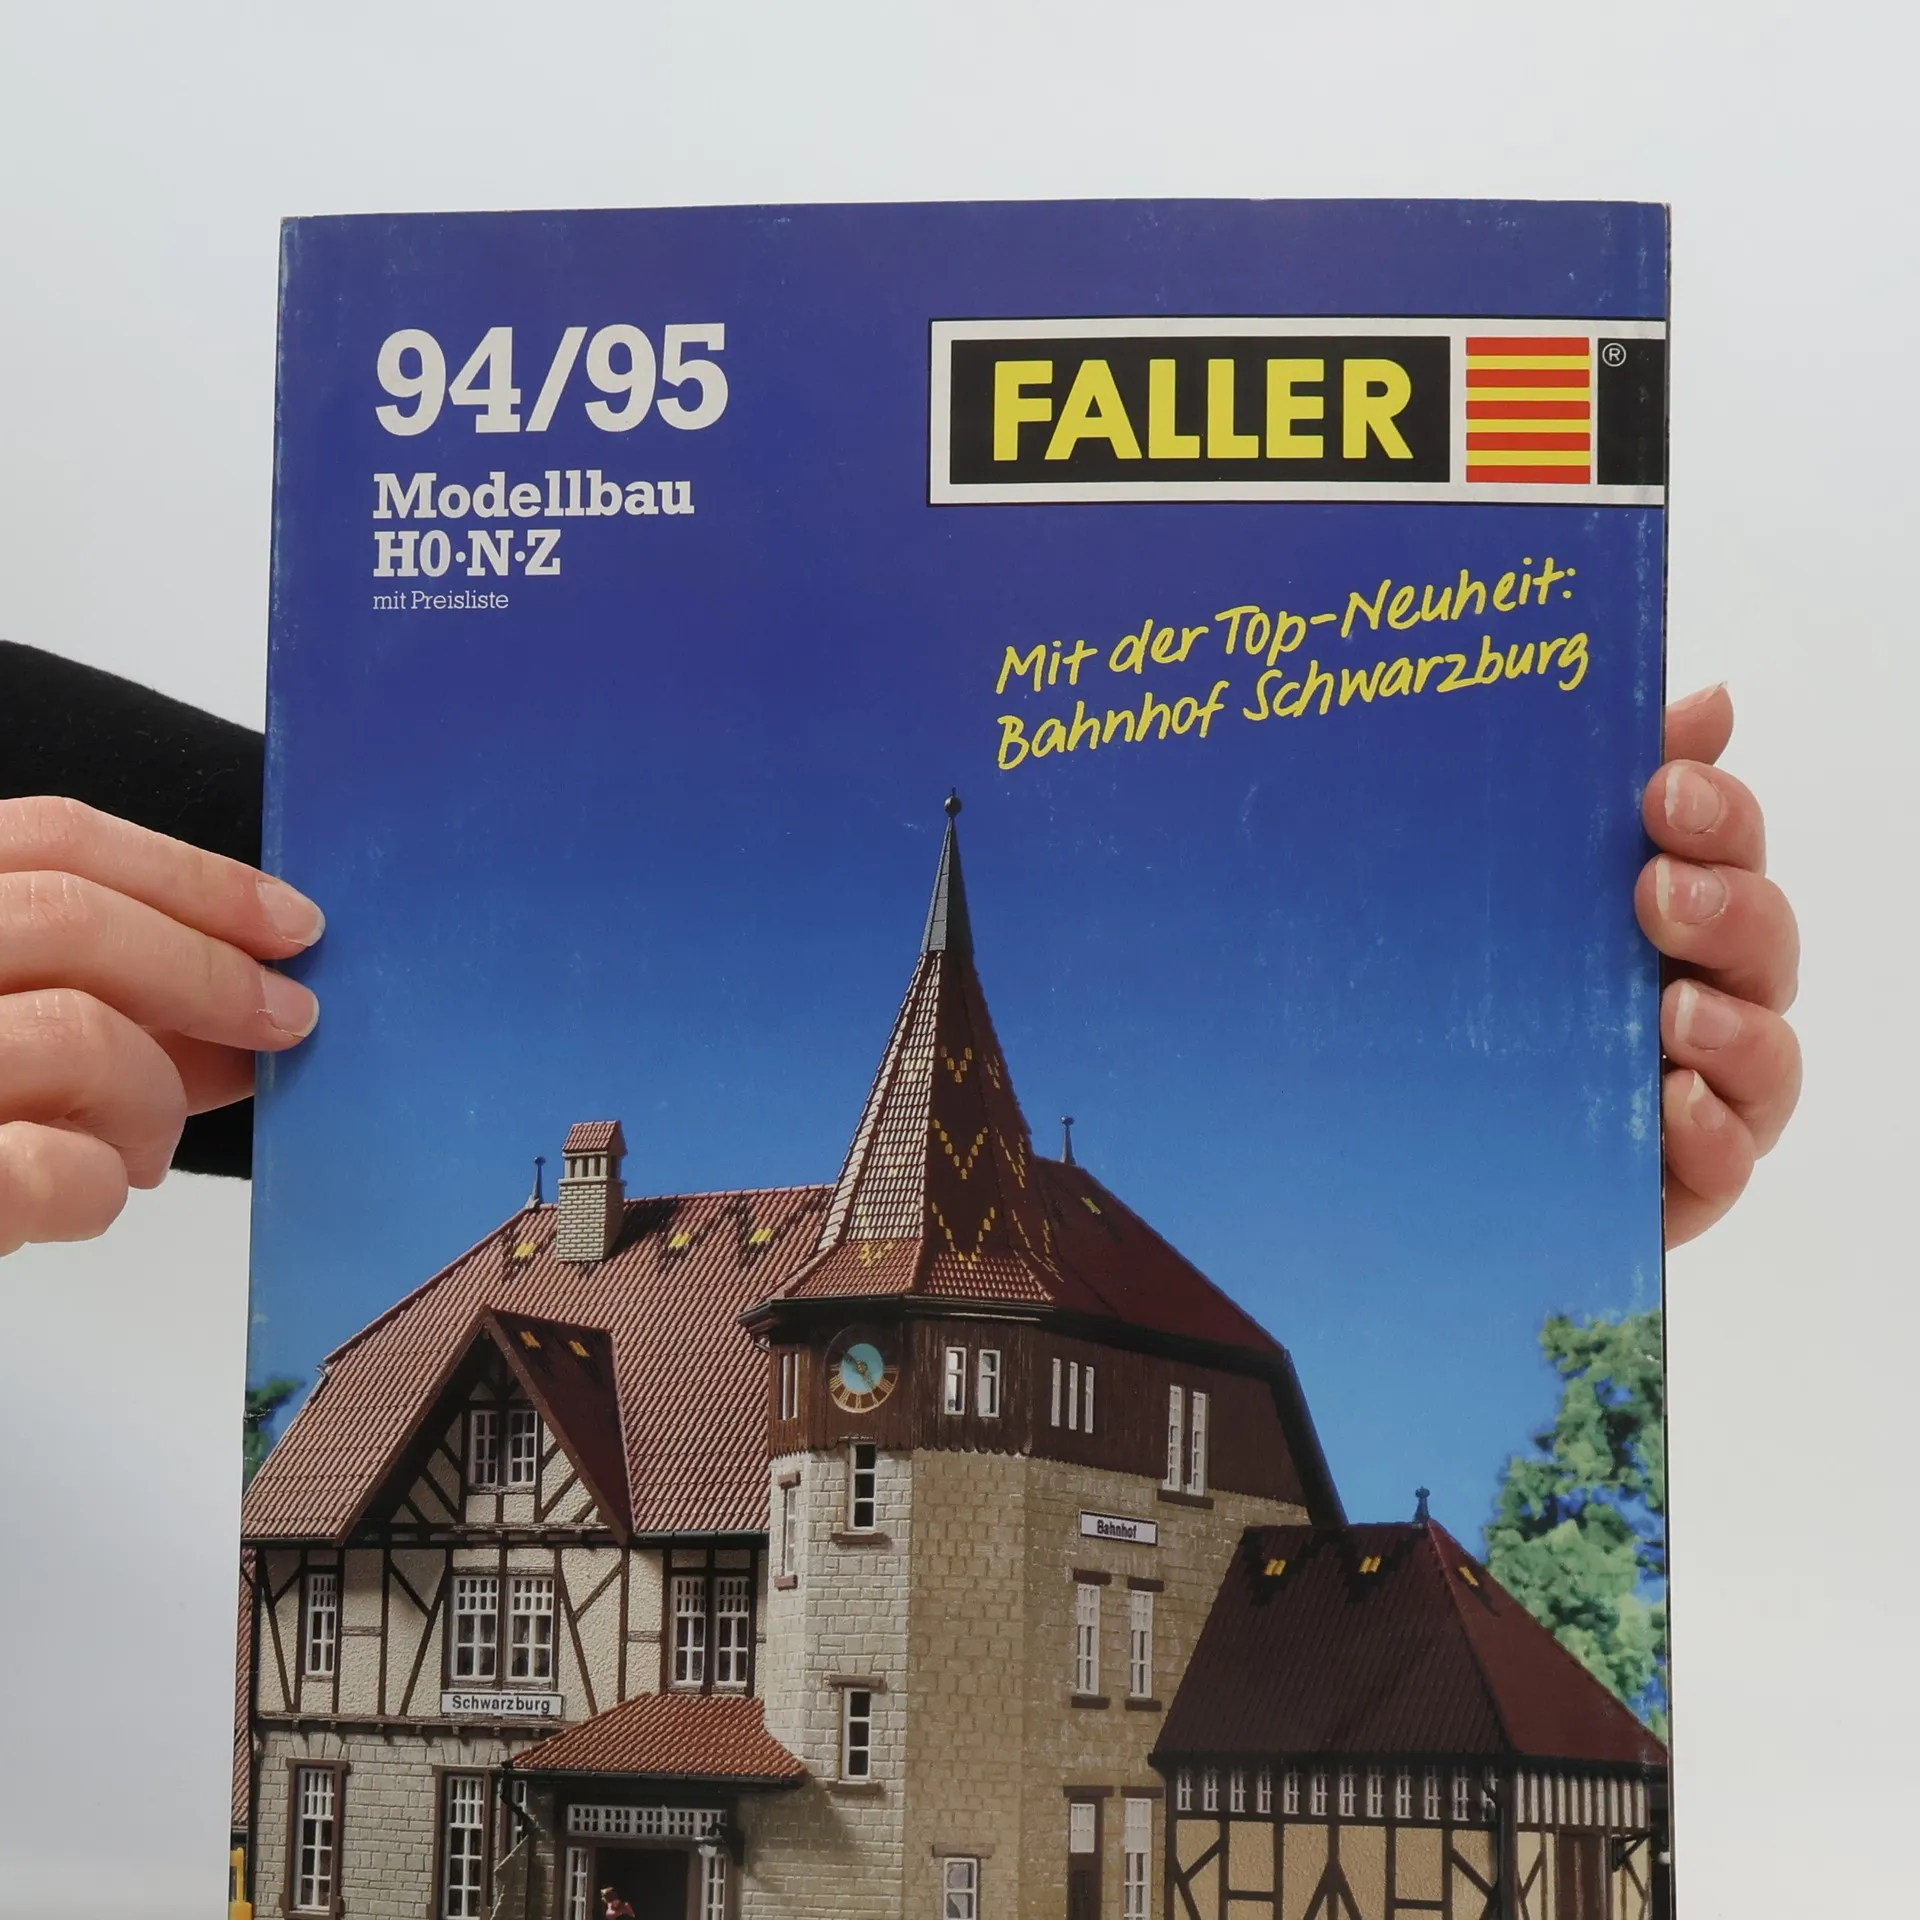 94/95
Modellbau
H0·N·Z
mit Preisliste
FALLER ®
Mit der Top-Neuheit:
Bahnhof Schwarzburg
Bahnhof
Schwarzburg